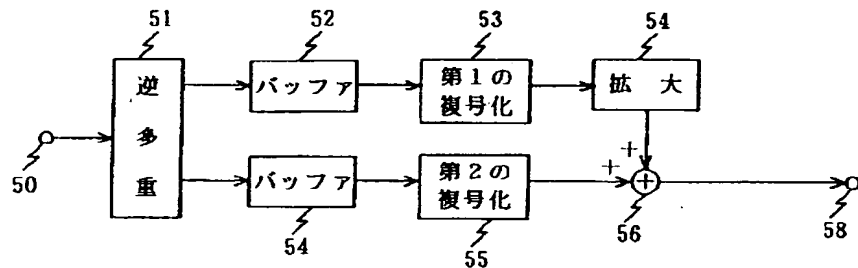 51
52
53
54
逆
多
重
バッファ
第1の
複号化
拡大
50
バッファ
第2の
複号化
+
+
+
54
55
56
58